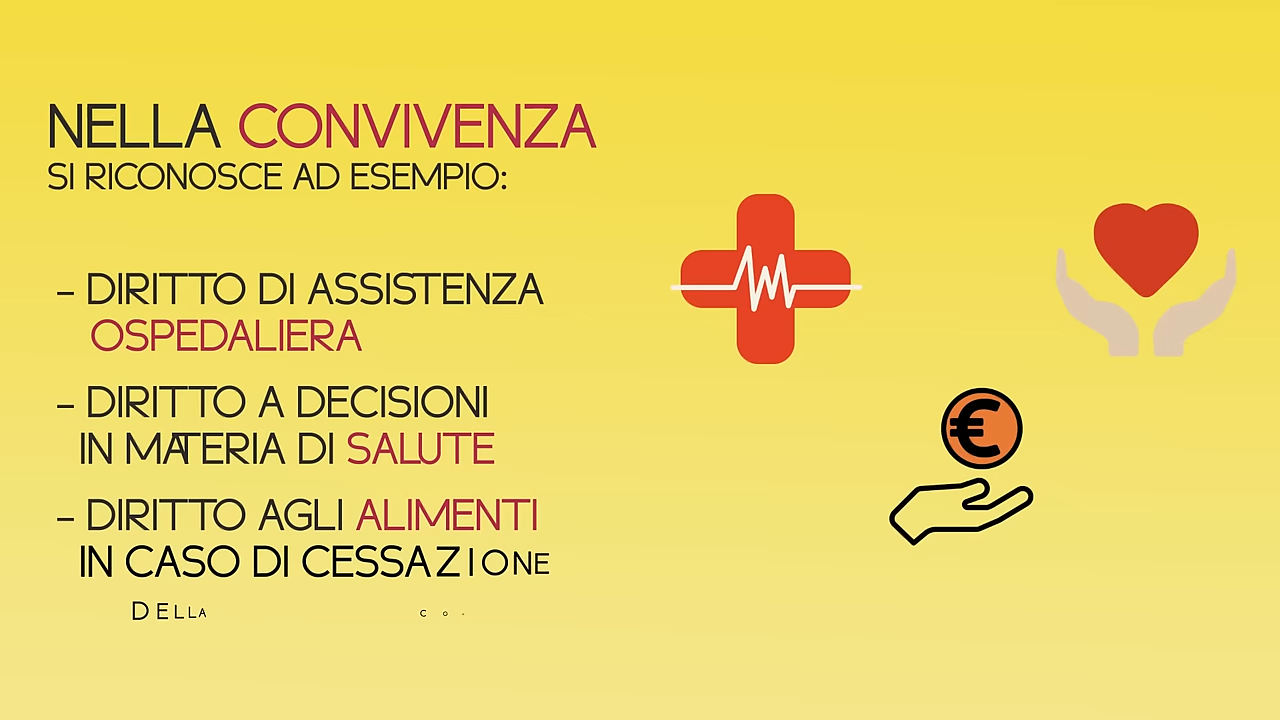 NELLA CONVIVENZA
SI RICONOSCE AD ESEMPIO:
– DIRITTO DI ASSISTENZA
OSPEDALIERA
– DIRITTO A DECISIONI
IN MATERIA DI SALUTE
– DIRITTO AGLI ALIMENTI
IN CASO DI CESSAZIONE
DELLA
€